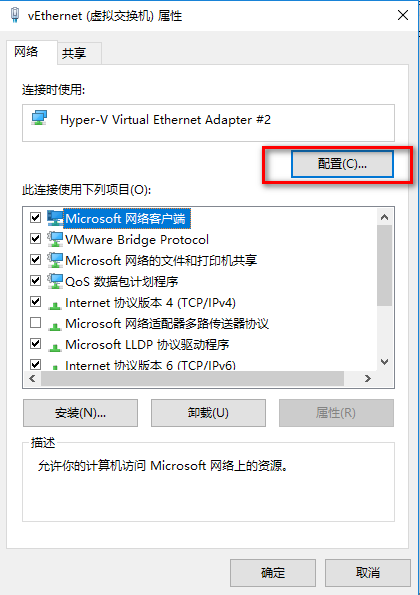 vEthernet (虚拟交换机) 属性
网络 共享
连接时使用:
Hyper-V Virtual Ethernet Adapter #2
配置(C)...
此连接使用下列项目(O):
Microsoft 网络客户端
VMware Bridge Protocol
Microsoft 网络的文件和打印机共享
QoS 数据包计划程序
Internet 协议版本 4 (TCP/IPv4)
Microsoft 网络适配器多路传送器协议
Microsoft LLDP 协议驱动程序
Internet 协议版本 6 (TCP/IPv6)
安装(N)... 卸载(U) 属性(R)
描述
允许你的计算机访问 Microsoft 网络上的资源。
确定 取消